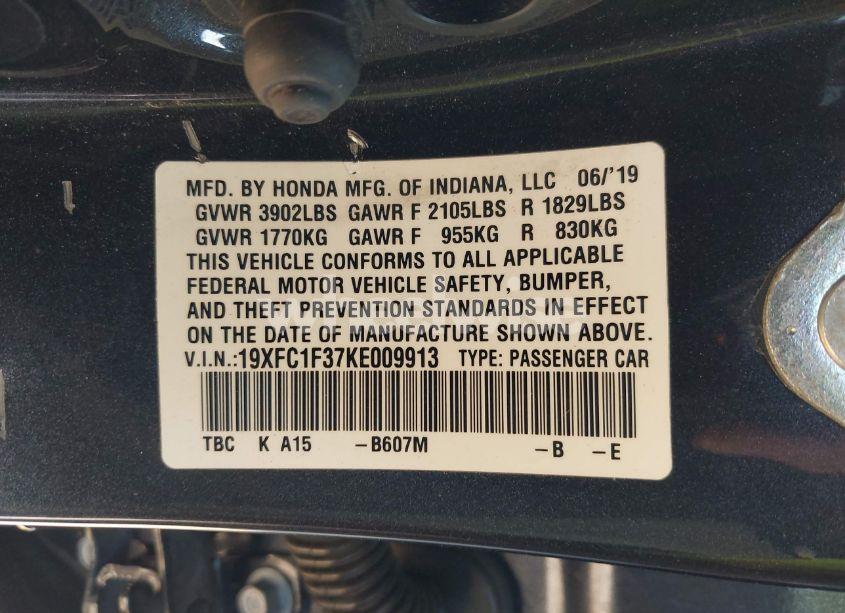 MFD. BY HONDA MFG. OF INDIANA, LLC 06/'19
GVWR 3902LBS GAWR F 2105LBS R 1829LBS
GVWR 1770KG GAWR F 955KG R 830KG
THIS VEHICLE CONFORMS TO ALL APPLICABLE
FEDERAL MOTOR VEHICLE SAFETY, BUMPER,
AND THEFT PREVENTION STANDARDS IN EFFECT
ON THE DATE OF MANUFACTURE SHOWN ABOVE.
V.I.N.:19XFC1F37KE009913 TYPE: PASSENGER CAR
TBC K A15 -B607M -B -E